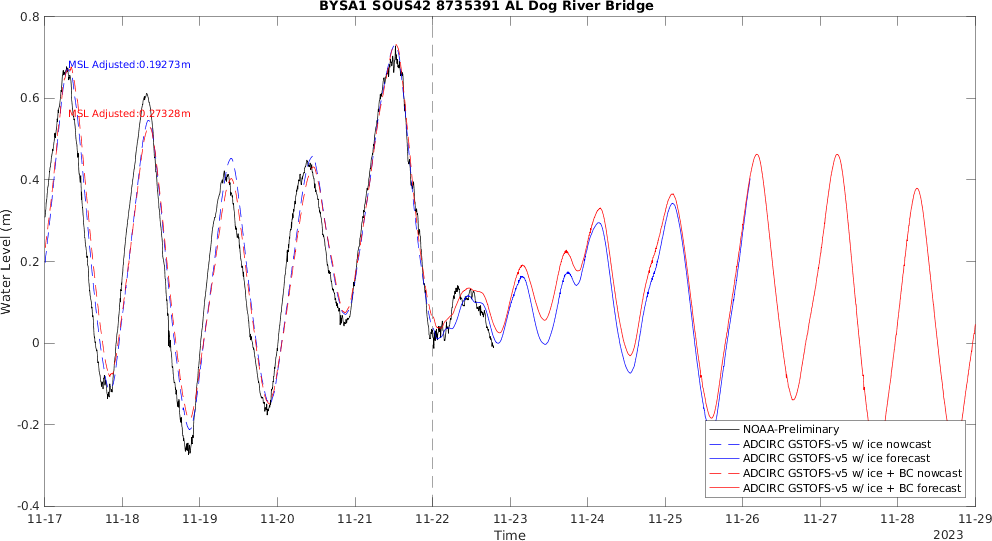 BYSA1 SOUS42 8735391 AL Dog River Bridge
0.8
0.6
0.4
0.2
0
-0.2
-0.4
Water Level (m)
MSL Adjusted:0.19273m
MSL Adjusted:0.27328m
NOAA-Preliminary
ADCIRC GSTOFS-v5 w/ ice nowcast
ADCIRC GSTOFS-v5 w/ ice forecast
ADCIRC GSTOFS-v5 w/ ice + BC nowcast
ADCIRC GSTOFS-v5 w/ ice + BC forecast
11-17 11-18 11-19 11-20 11-21 11-22 11-23 11-24 11-25 11-26 11-27 11-28 11-29
Time
2023